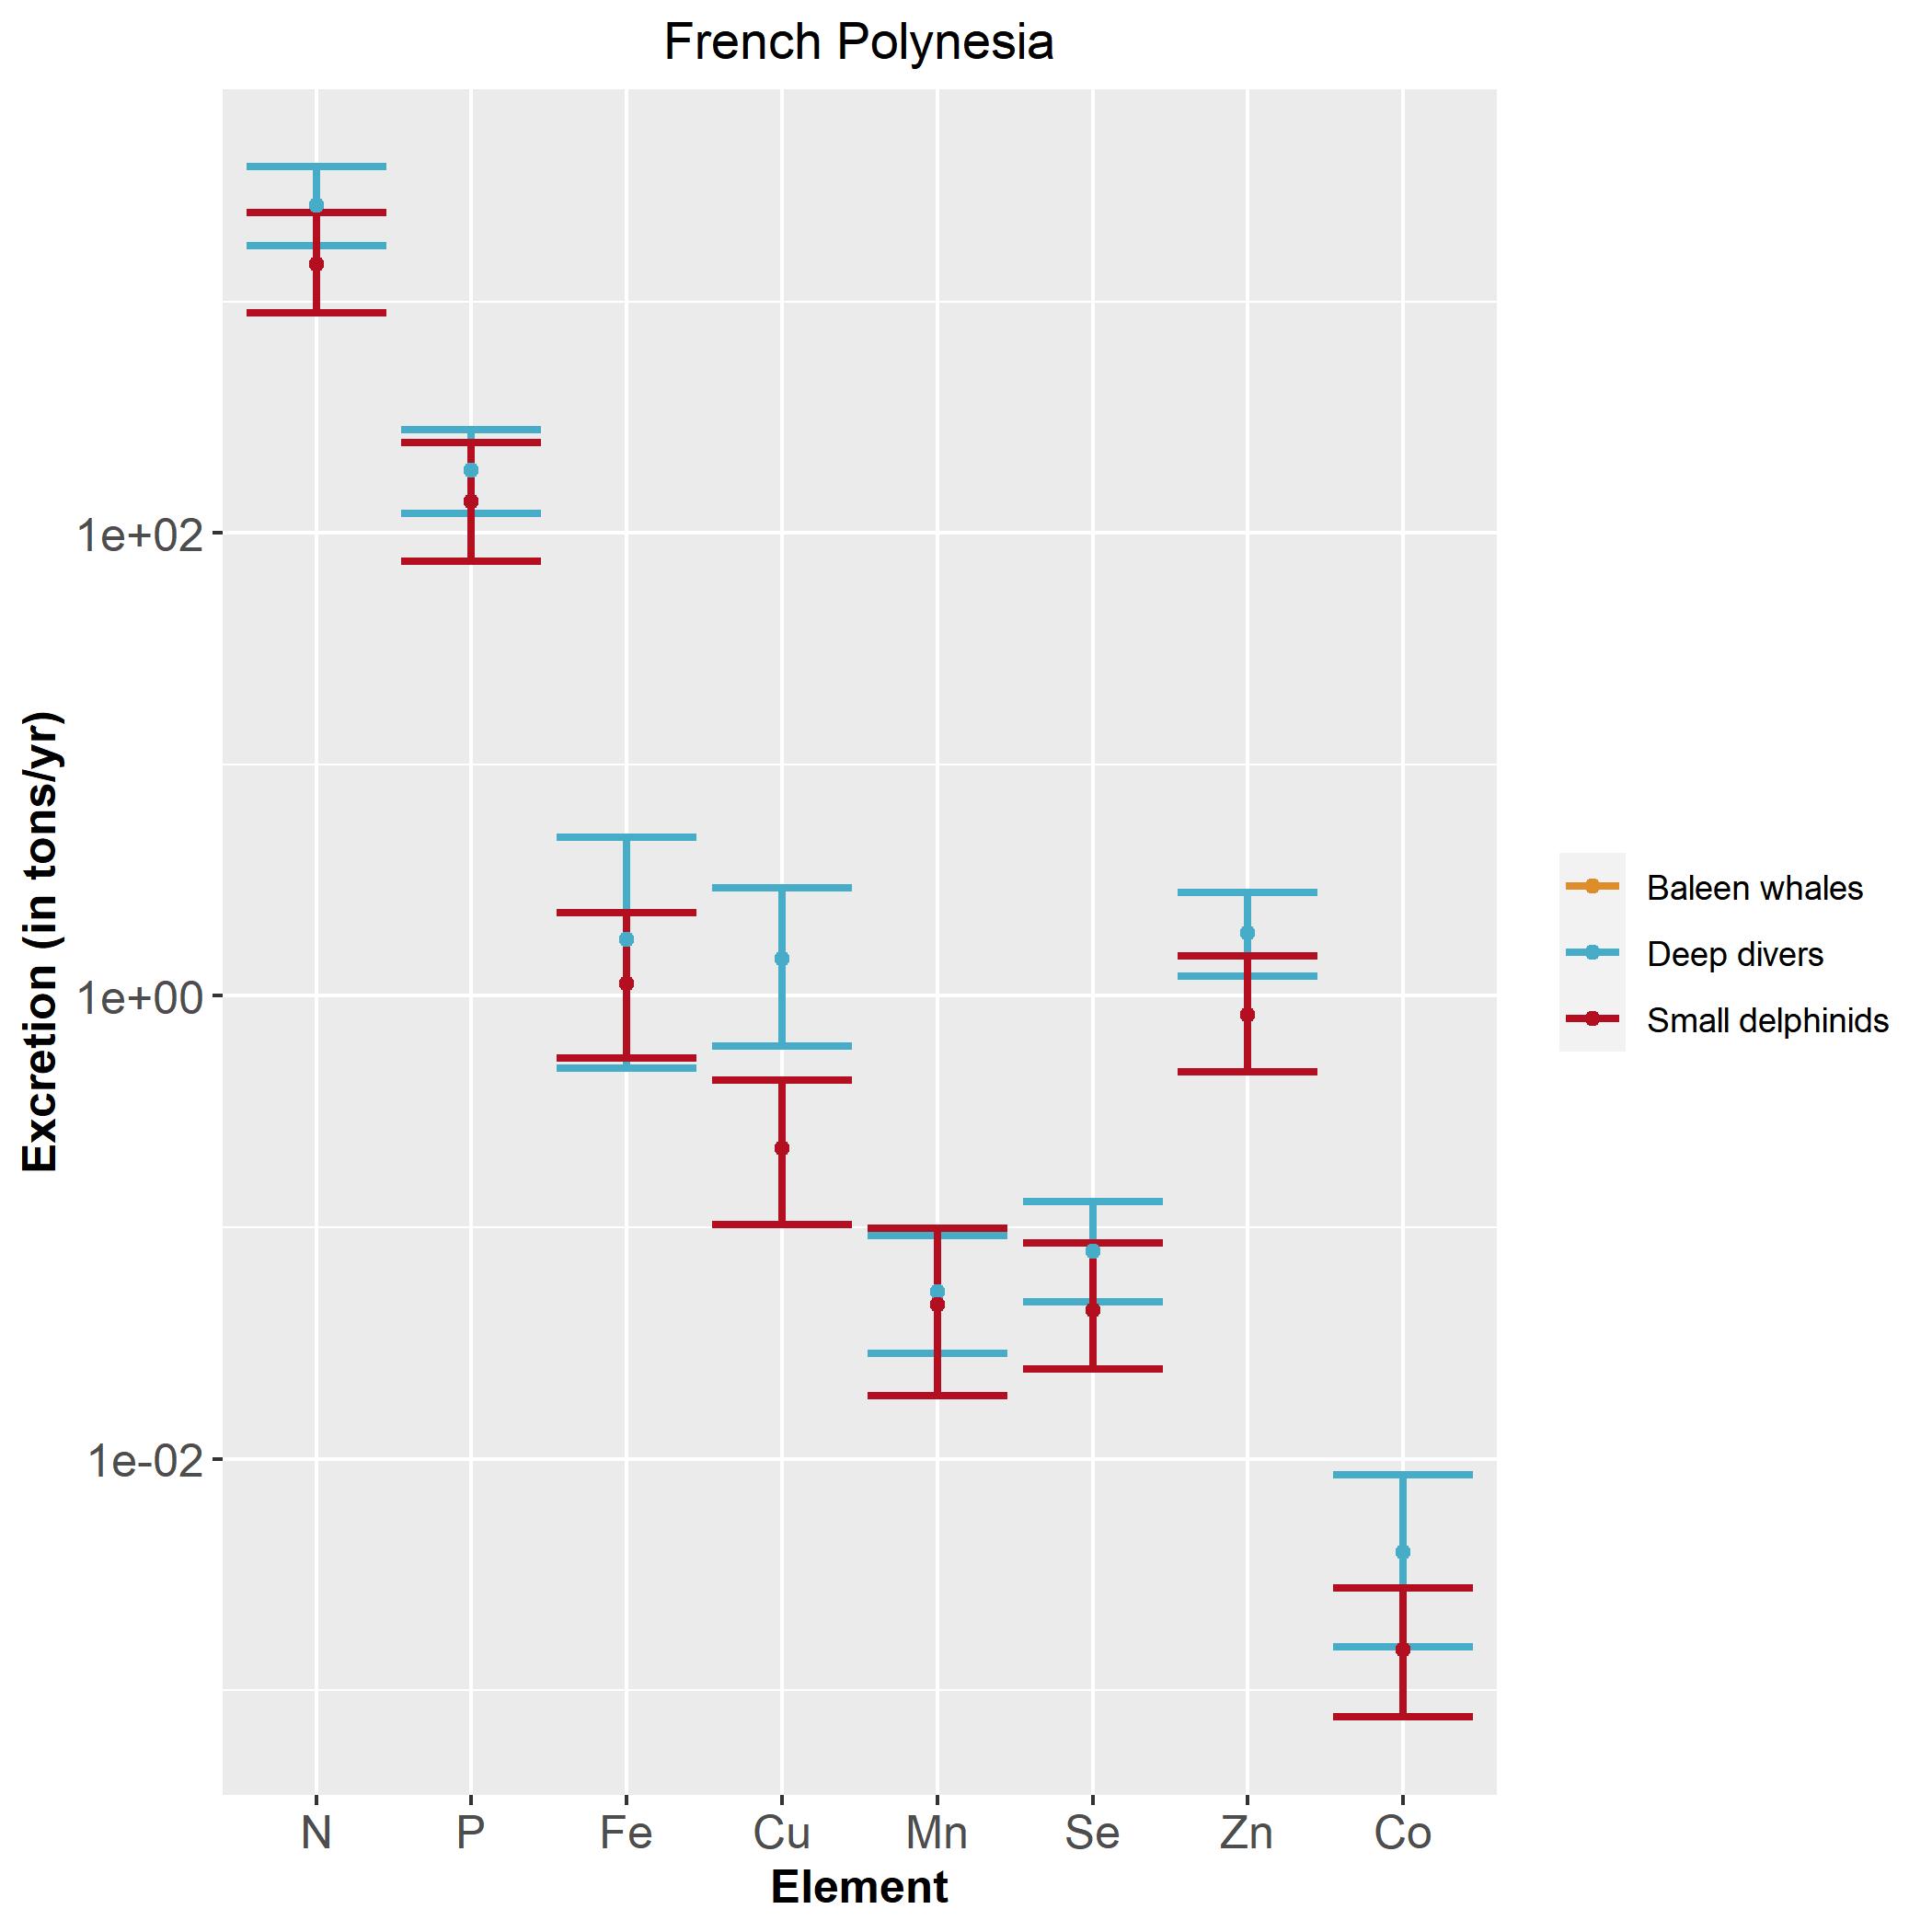 French Polynesia
Excretion (in tons/yr)
1e+02
1e+00
1e-02
N P Fe Cu Mn Se Zn Co
Element
Baleen whales
Deep divers
Small delphinids